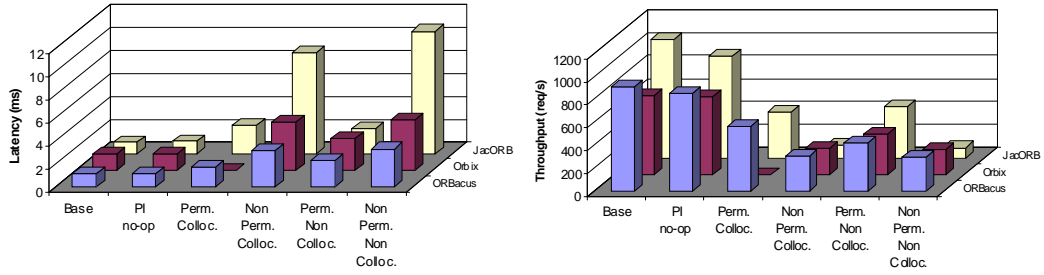 12
10
8
6
4
2
0
Latency (ms)
Base
PI
no-op
Perm.
Colloc.
Non
Perm.
Colloc.
Perm.
Non
Colloc.
Non
Perm.
Non
Colloc.
JacORB
Orbix
ORBacus
1200
1000
800
600
400
200
0
Throughput (req/s)
Base
PI
no-op
Perm.
Colloc.
Non
Perm.
Colloc.
Perm.
Non
Colloc.
Non
Perm.
Non
Colloc.
JacORB
Orbix
ORBacus